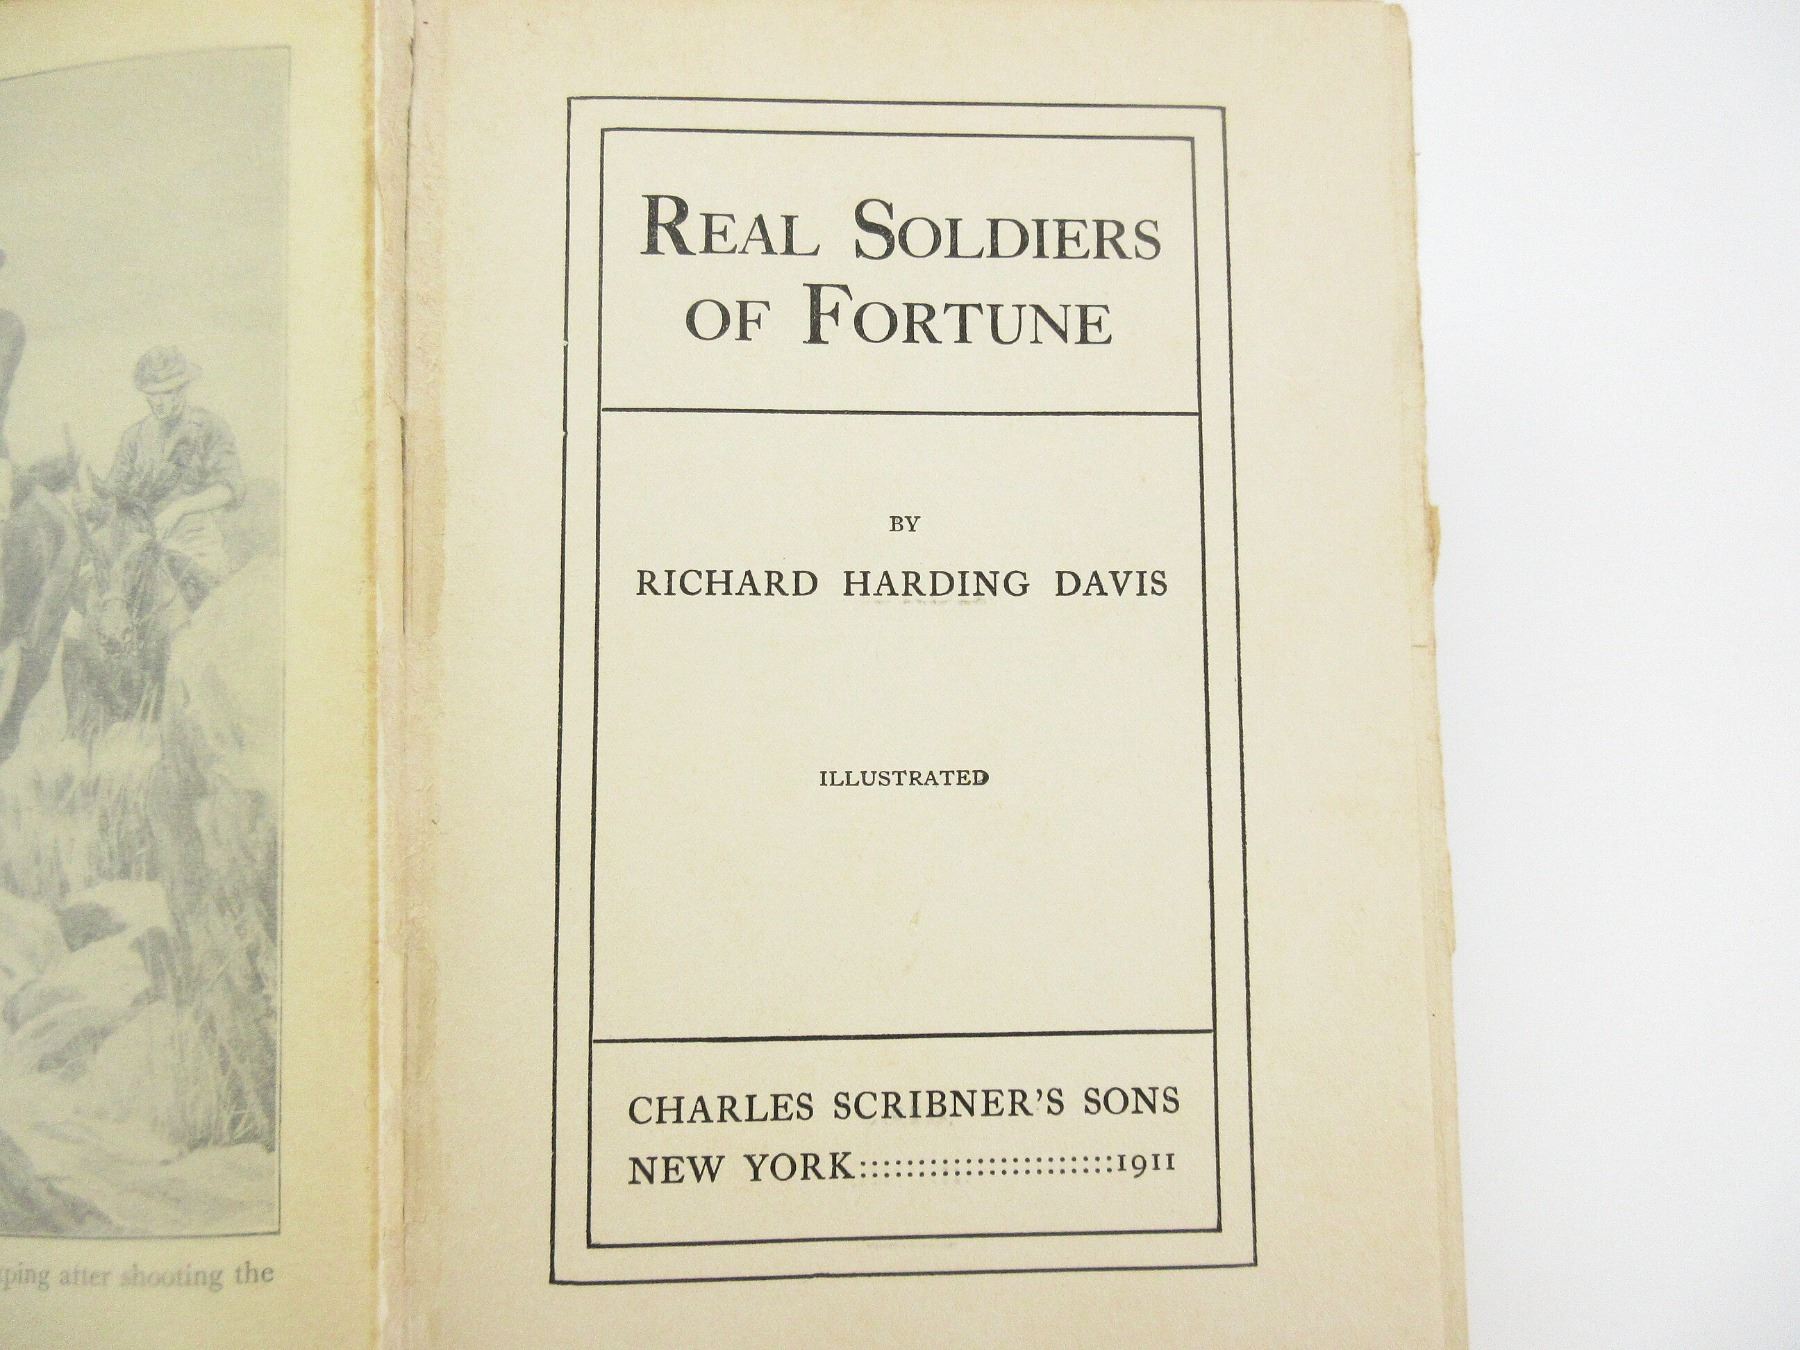 ping after shooting the
REAL SOLDIERS
OF FORTUNE
BY
RICHARD HARDING DAVIS
ILLUSTRATED
CHARLES SCRIBNER'S SONS
NEW YORK:::::::::::::::::::::::1911